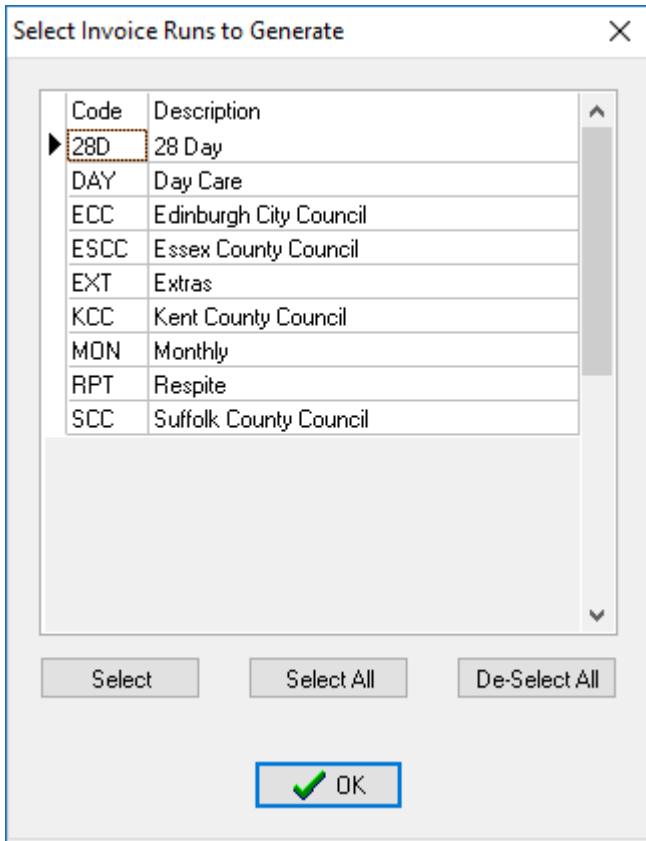 Select Invoice Runs to Generate
Code Description
28D 28 Day
DAY Day Care
ECC Edinburgh City Council
ESCC Essex County Council
EXT Extras
KCC Kent County Council
MON Monthly
RPT Respite
SCC Suffolk County Council
Select Select All De-Select All
OK